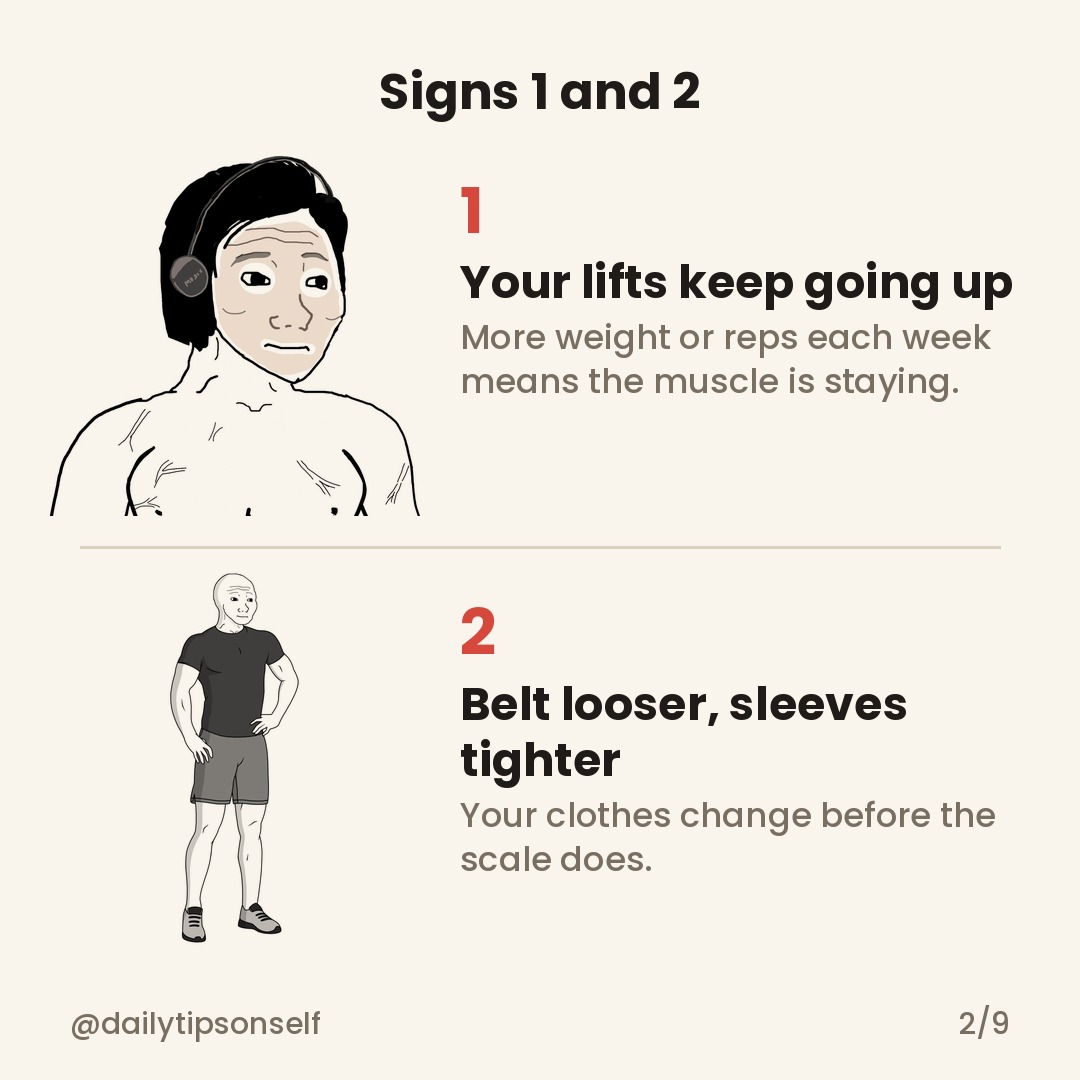 Signs 1 and 2
1
Your lifts keep going up
More weight or reps each week
means the muscle is staying.
2
Belt looser, sleeves
tighter
Your clothes change before the
scale does.
@dailytipsonself
2/9